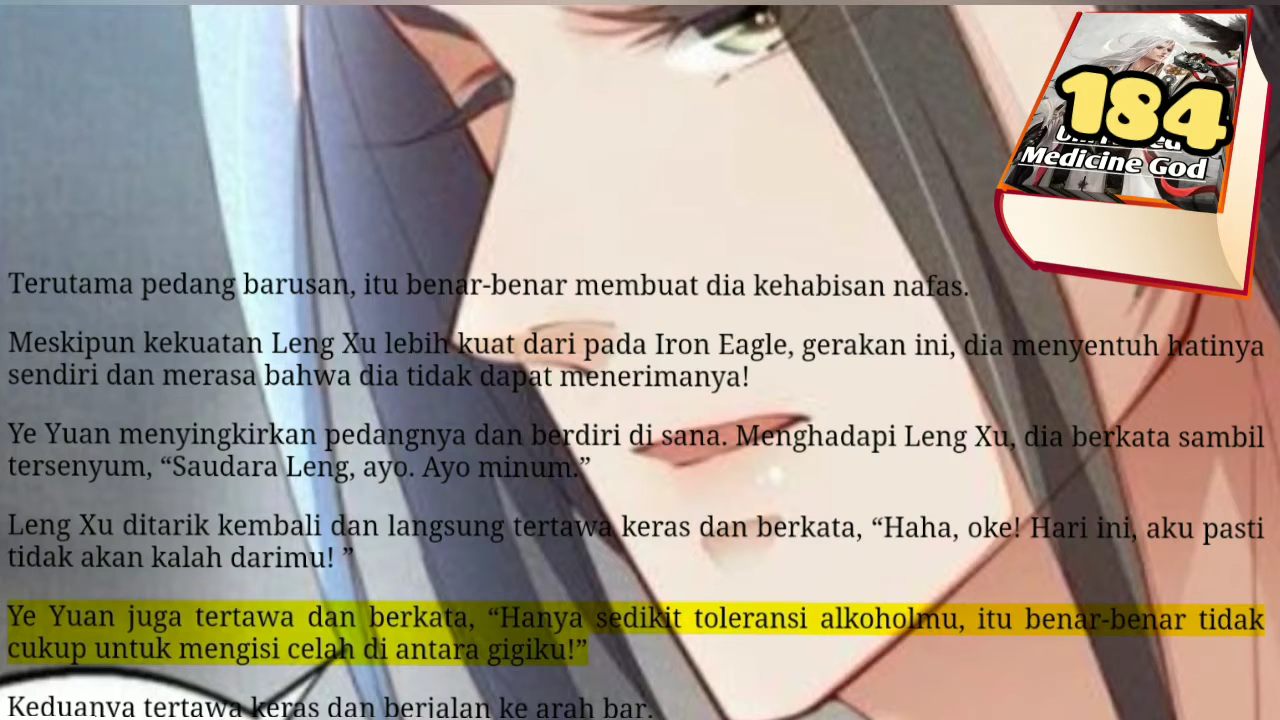 184
Medicine God
Terutama pedang barusan, itu benar-benar membuat dia kehabisan nafas.
Meskipun kekuatan Leng Xu lebih kuat dari pada Iron Eagle, gerakan ini, dia menyentuh hatinya
sendiri dan merasa bahwa dia tidak dapat menerimanya!
Ye Yuan menyingkirkan pedangnya dan berdiri di sana. Menghadapi Leng Xu, dia berkata sambil
tersenyum, “Saudara Leng, ayo. Ayo minum.”
Leng Xu ditarik kembali dan langsung tertawa keras dan berkata, “Haha, oke! Hari ini, aku pasti
tidak akan kalah darimu! ”
Ye Yuan juga tertawa dan berkata, “Hanya sedikit toleransi alkoholmu, itu benar-benar tidak
cukup untuk mengisi celah di antara gigiku!”
Keduanya tertawa keras dan berjalan ke arah bar.